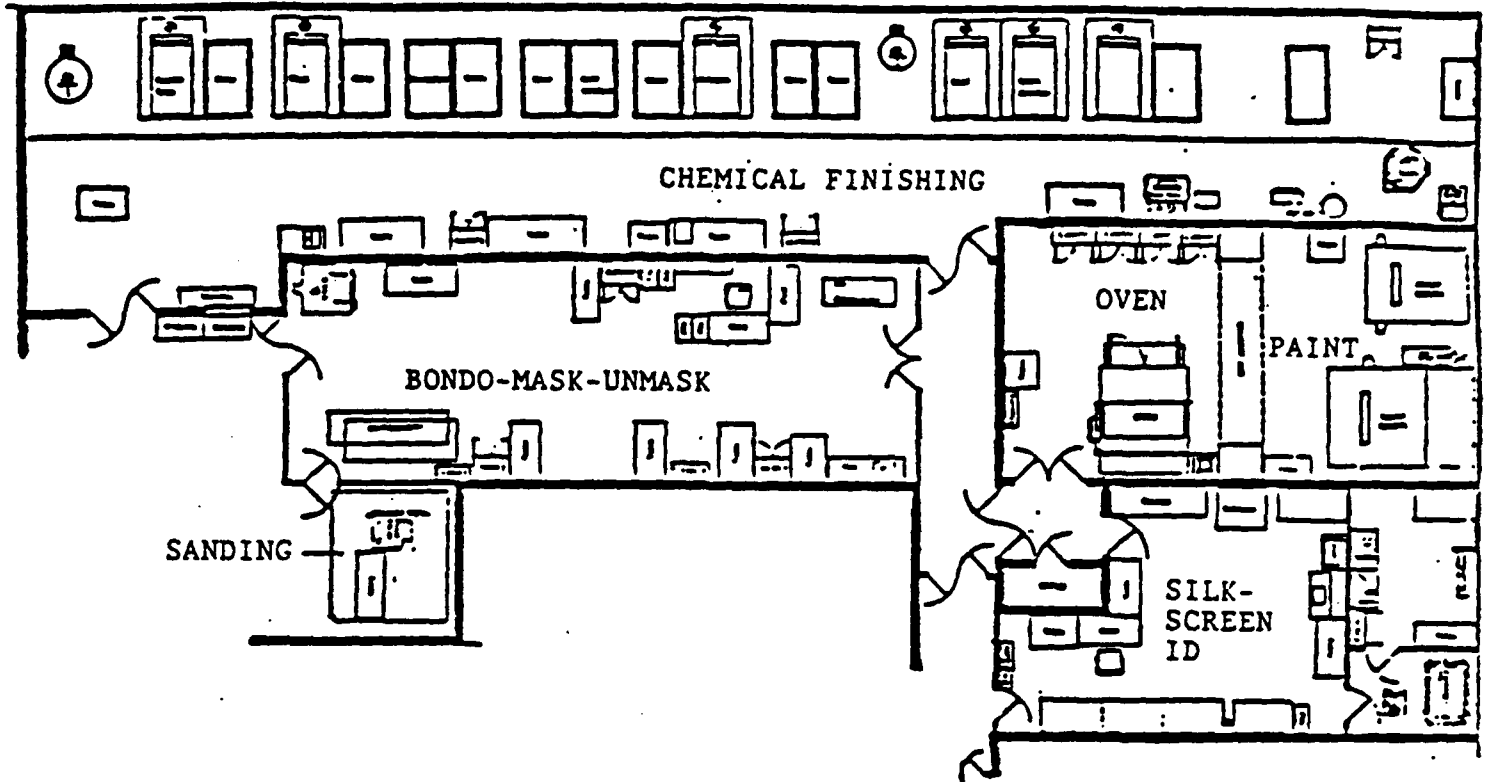 CHEMICAL FINISHING
OVEN
PAINT
BONDO-MASK-UNMASK
SANDING
SILK-
SCREEN
ID